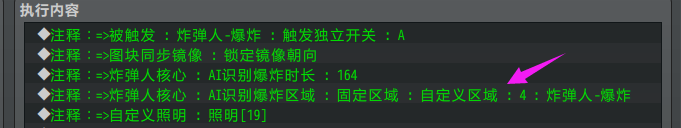 执行内容
◆注释：=>被触发 : 炸弹人-爆炸 : 触发独立开关 : A
◆注释：=>图块同步镜像 : 锁定镜像朝向
◆注释：=>炸弹人核心 : AI识别爆炸时长 : 164
◆注释：=>炸弹人核心 : AI识别爆炸区域 : 固定区域 : 自定义区域 : 4 : 炸弹人-爆炸
◆注释：=>自定义照明 : 照明[19]